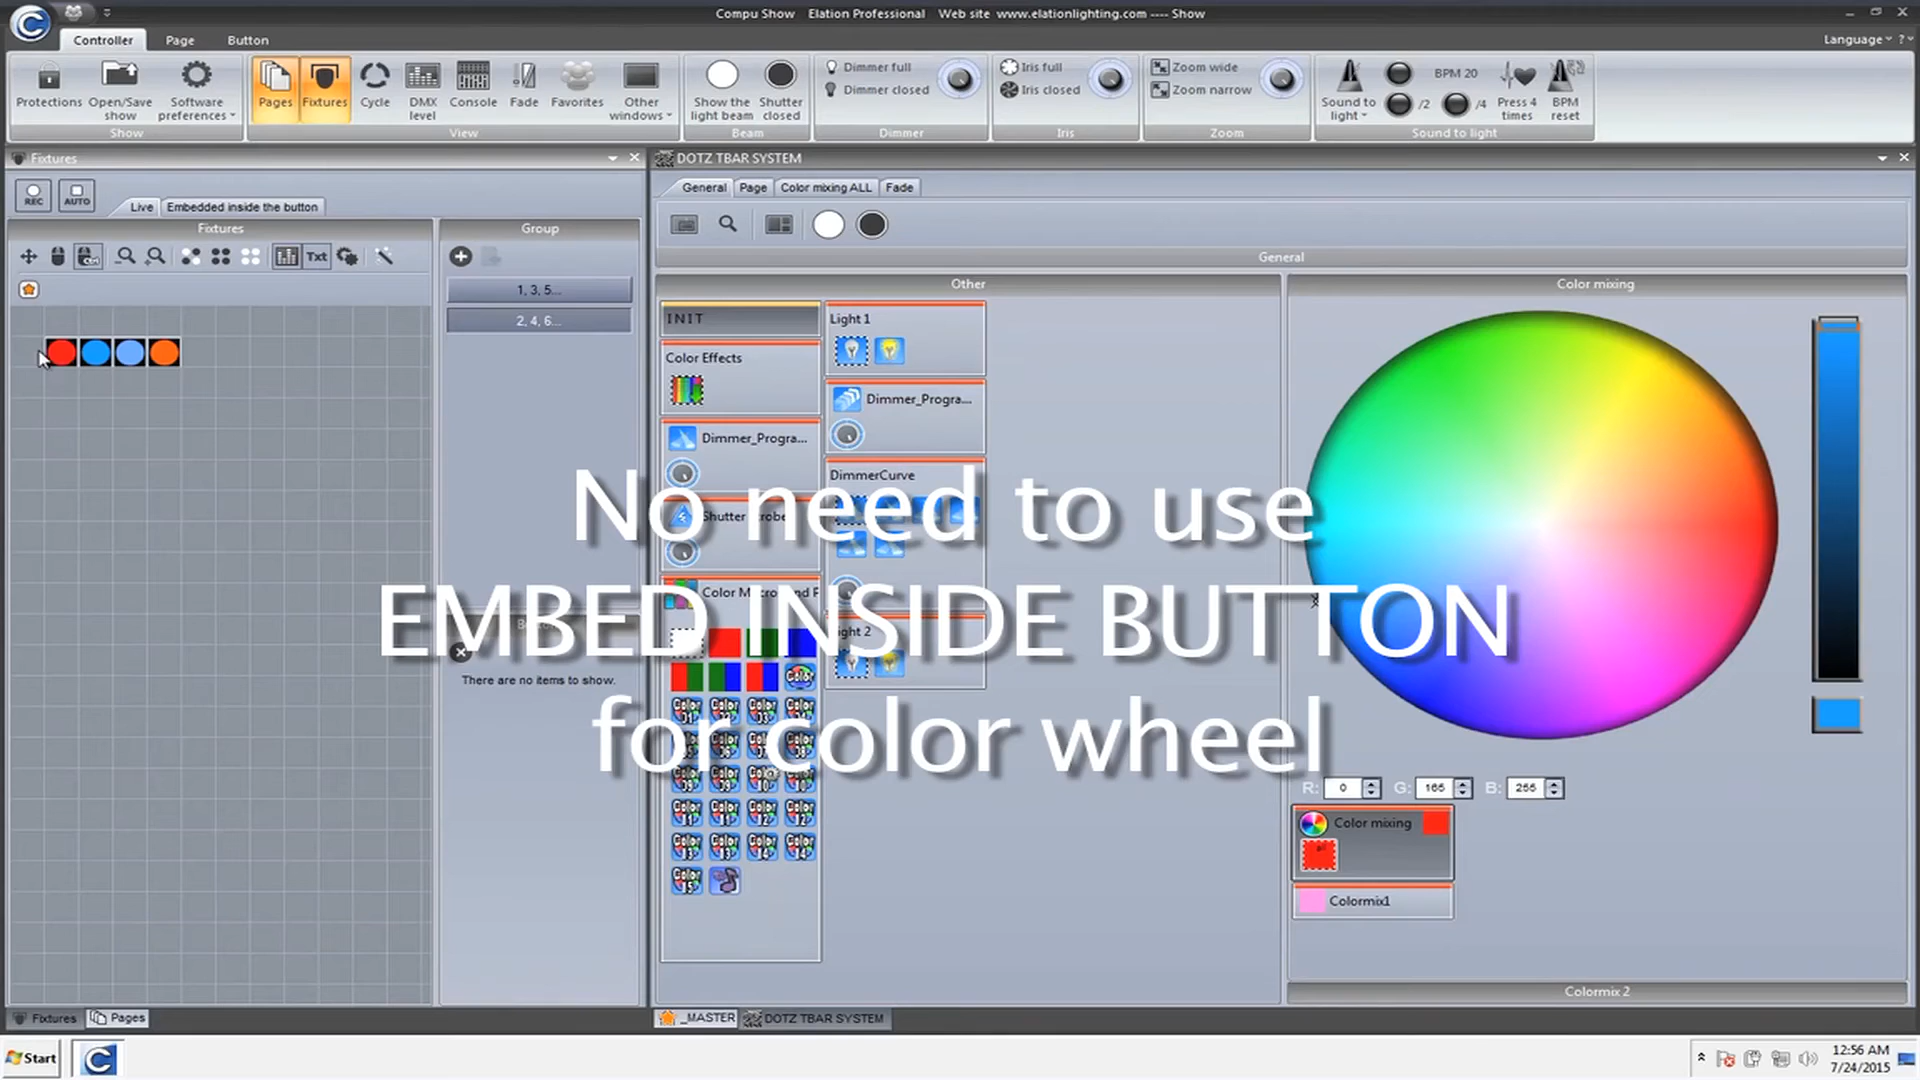 Compu Show Elation Professional Web site www.elationlighting.com ---- Show
Controller Page Button
Language ?
Protections
Open/Save show
Software preferences
Show
Pages
Fixtures
Cycle
DMX level
Console
Fade
Favorites
Other windows
View
Show the light beam
Shutter closed
Beam
Dimmer full
Dimmer closed
Dimmer
Iris full
Iris closed
Iris
Zoom wide
Zoom narrow
Zoom
Sound to light
BPM 20
/2
/4
Press 4 times
BPM reset
Sound to light
Fixtures
REC
AUTO
Live
Embedded inside the button
Fixtures
Txt
Group
1, 3, 5...
2, 4, 6...
There are no items to show.
DOTZ TBAR SYSTEM
General Page Color mixing ALL Fade
General
Other
INIT
Color Effects
Dimmer_Progra...
Light 1
Dimmer_Progra...
DimmerCurve
No need to use
EMBED INSIDE BUTTON
for color wheel
Color mixing
R: 0 G: 165 B: 255
Color mixing
all
Colormix1
Colormix 2
Fixtures Pages
_MASTER DOTZ TBAR SYSTEM
Start
12:56 AM
7/24/2015